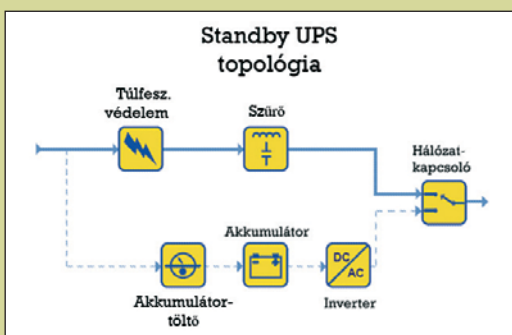 Standby UPS
topológia
Túlfesz.
védelem
Szűrő
Hálózat-
kapcsoló
Akkumulátor
DC
AC
Akkumulátor-
töltő
Inverter